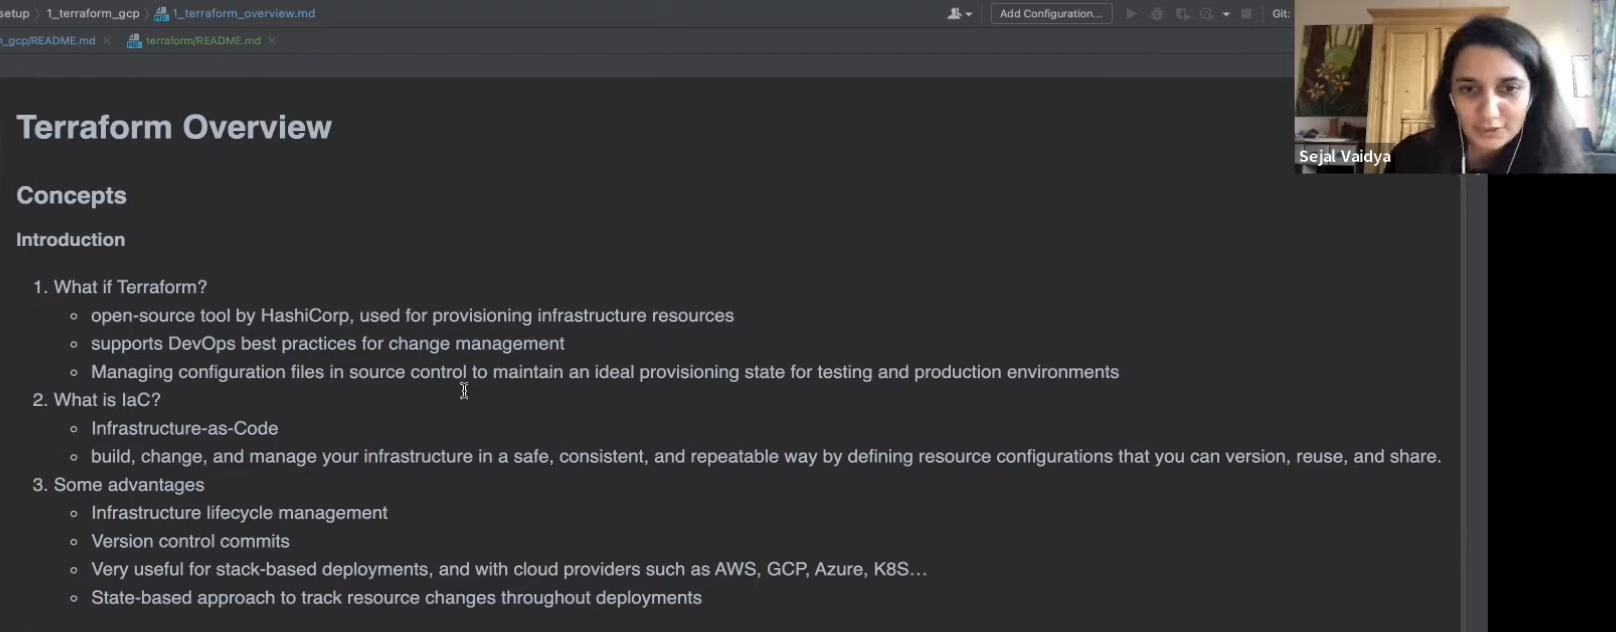 setup 1_terraform_gcp 1_terraform_overview.md Add Configuration... Git:
_gcp/README.md terraform/README.md
Sejal Vaidya
Terraform Overview
Concepts
Introduction
1. What if Terraform?
open-source tool by HashiCorp, used for provisioning infrastructure resources
supports DevOps best practices for change management
Managing configuration files in source control to maintain an ideal provisioning state for testing and production environments
2. What is IaC?
Infrastructure-as-Code
build, change, and manage your infrastructure in a safe, consistent, and repeatable way by defining resource configurations that you can version, reuse, and share.
3. Some advantages
Infrastructure lifecycle management
Version control commits
Very useful for stack-based deployments, and with cloud providers such as AWS, GCP, Azure, K8S...
State-based approach to track resource changes throughout deployments